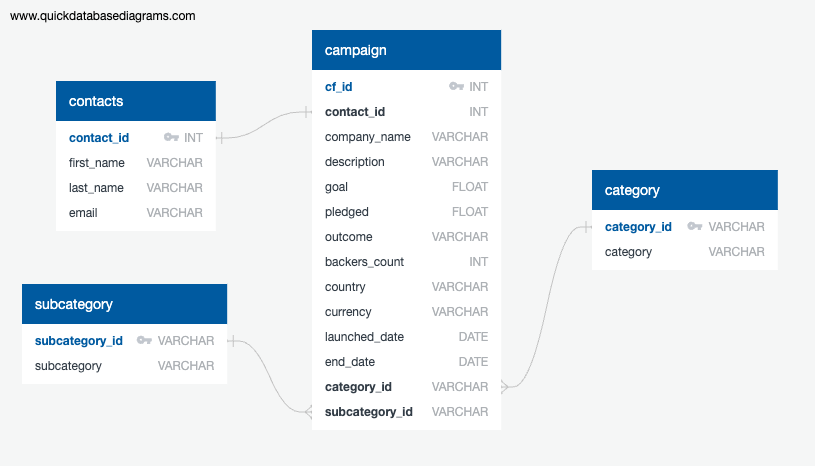 www.quickdatabasediagrams.com
contacts
contact_id INT
first_name VARCHAR
last_name VARCHAR
email VARCHAR
subcategory
subcategory_id VARCHAR
subcategory VARCHAR
campaign
cf_id INT
contact_id INT
company_name VARCHAR
description VARCHAR
goal FLOAT
pledged FLOAT
outcome VARCHAR
backers_count INT
country VARCHAR
currency VARCHAR
launched_date DATE
end_date DATE
category_id VARCHAR
subcategory_id VARCHAR
category
category_id VARCHAR
category VARCHAR